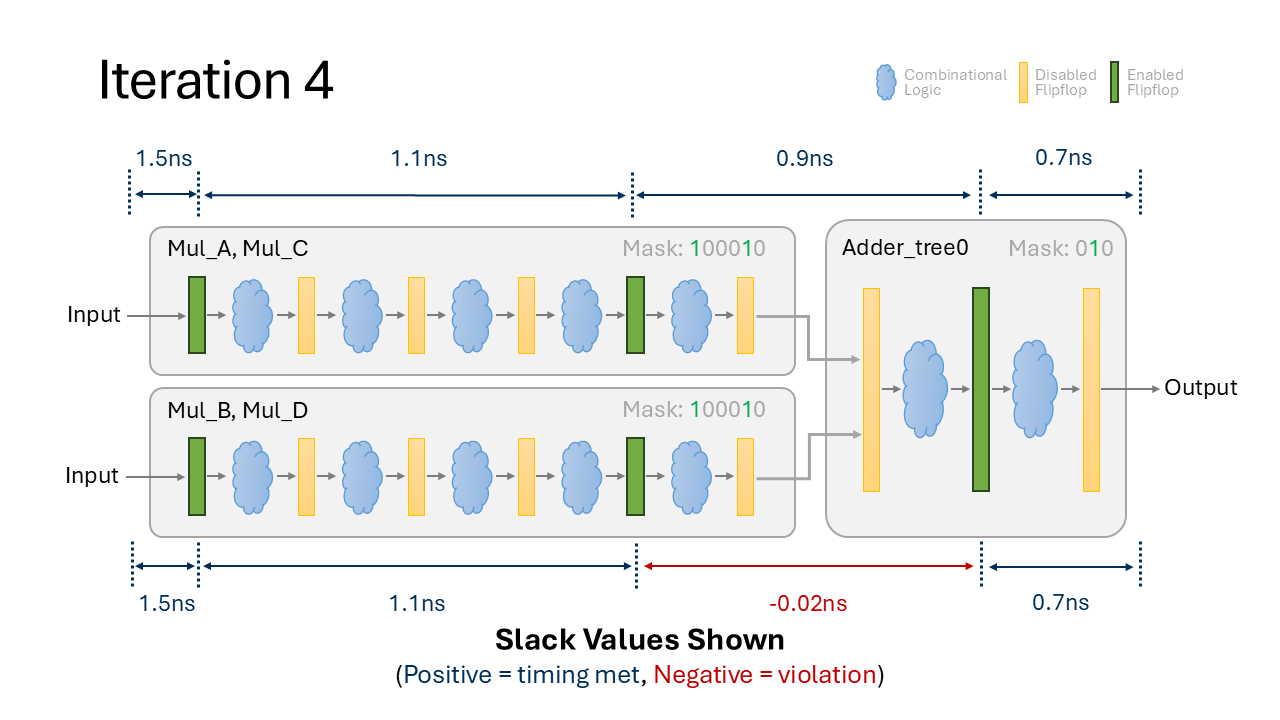 Iteration 4
Combinational
Logic
Disabled
Flipflop
Enabled
Flipflop
1.5ns
1.1ns
0.9ns
0.7ns
Mul_A, Mul_C
Mask: 100010
Adder_tree0
Mask: 010
Input
Output
Mul_B, Mul_D
Mask: 100010
Input
1.5ns
1.1ns
-0.02ns
0.7ns
Slack Values Shown
(Positive = timing met, Negative = violation)